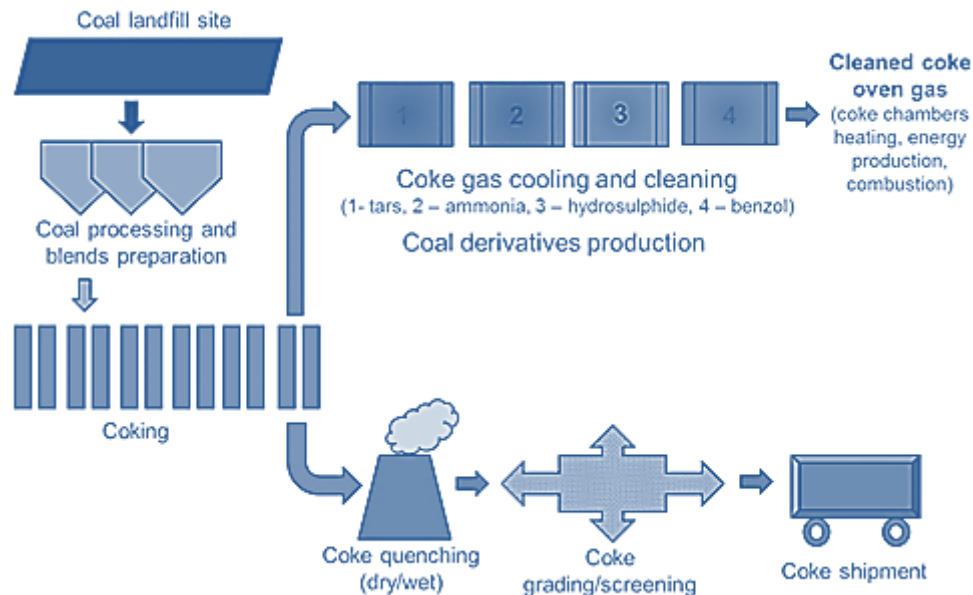 Coal landfill site
Coal processing and
blends preparation
Coking
1
2
3
4
Coke gas cooling and cleaning
(1- tars, 2 – ammonia, 3 – hydrosulphide, 4 – benzol)
Coal derivatives production
Cleaned coke
oven gas
(coke chambers
heating, energy
production,
combustion)
Coke quenching
(dry/wet)
Coke
grading/screening
Coke shipment